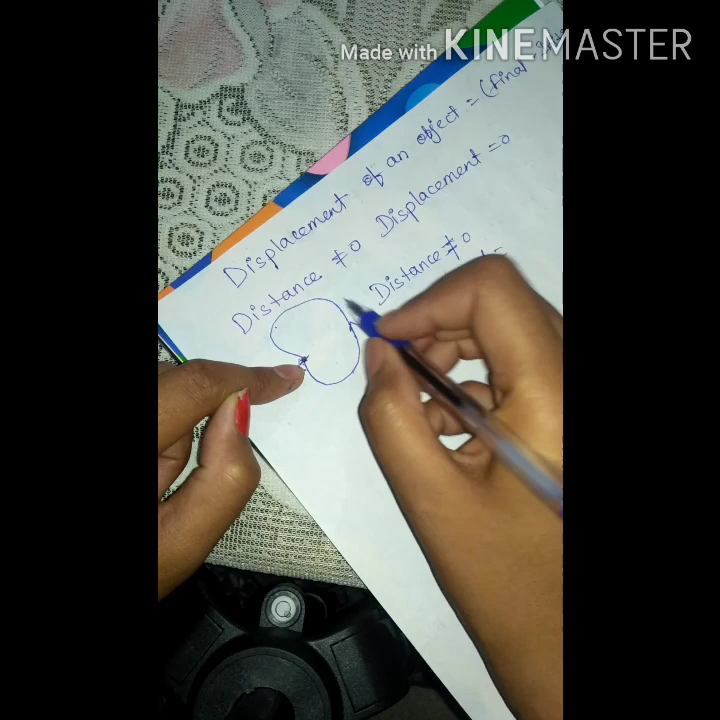 Made with KINEMASTER
Displacement of an object = (final
Distance ≠ 0 Displacement = 0
Distance ≠ 0